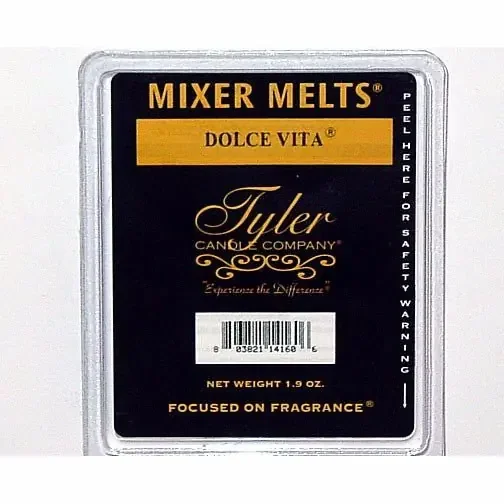 MIXER MELTS®
DOLCE VITA®
Tyler
CANDLE COMPANY®
"Experience the Difference"®
8 03821 14160 6
NET WEIGHT 1.9 OZ.
FOCUSED ON FRAGRANCE®
PEEL HERE FOR SAFETY WARNING